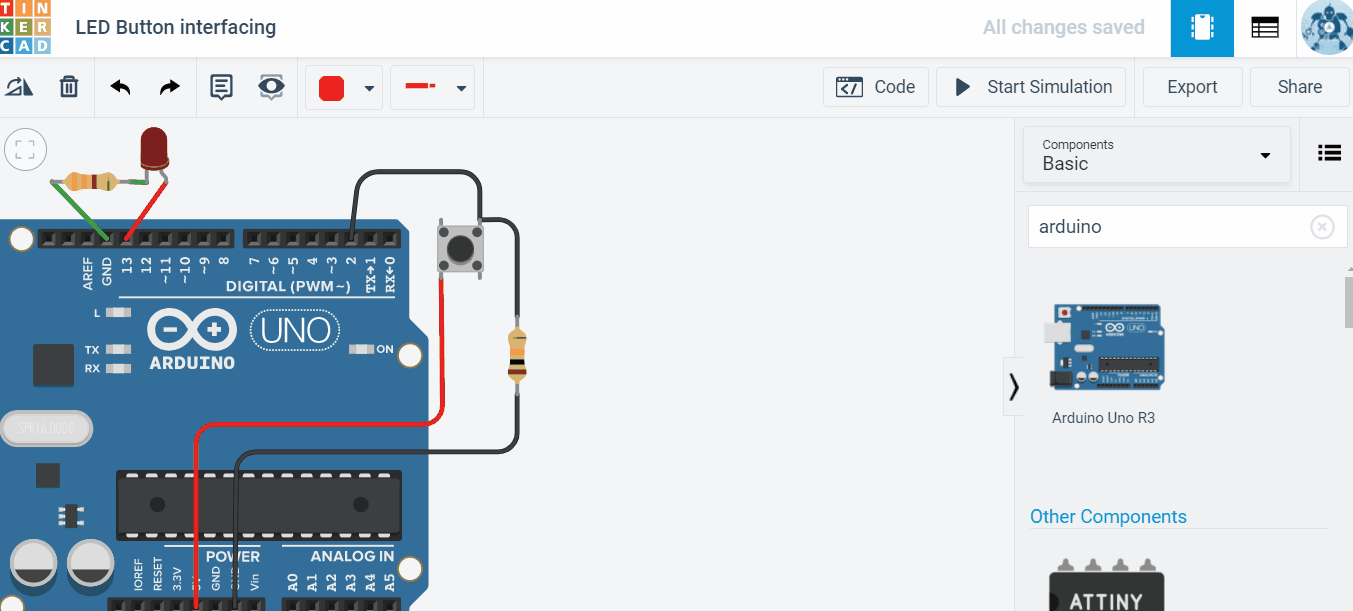 TIN
KER
CAD
LED Button interfacing
All changes saved
Code
Start Simulation
Export
Share
Components
Basic
arduino
Arduino Uno R3
Other Components
ATTINY
AREF
GND
13
12
~11
~10
~9
8
7
~6
~5
4
~3
2
TX→1
RX←0
DIGITAL (PWM~)
L
TX
RX
ARDUINO
UNO
ON
SPK16.000G
POWER
ANALOG IN
IOREF
RESET
3.3V
GND
Vin
A0
A1
A2
A3
A4
A5